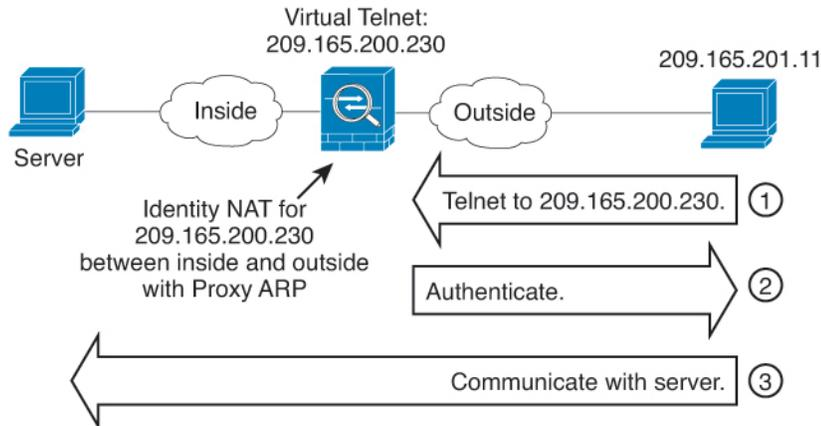 Virtual Telnet:
209.165.200.230
209.165.201.11
Inside
Outside
Server
Identity NAT for
209.165.200.230
between inside and outside
with Proxy ARP
Telnet to 209.165.200.230.
1
Authenticate.
2
Communicate with server.
3